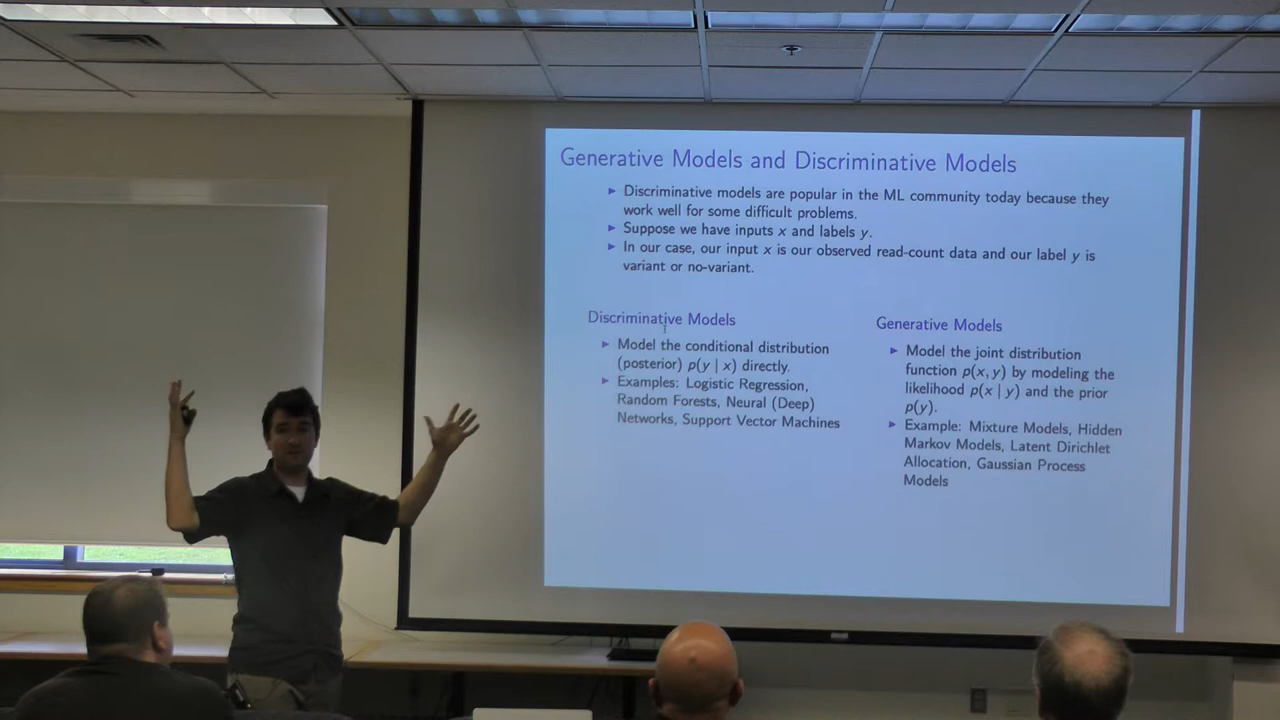 Generative Models and Discriminative Models
▶ Discriminative models are popular in the ML community today because they
work well for some difficult problems.
▶ Suppose we have inputs x and labels y.
▶ In our case, our input x is our observed read-count data and our label y is
variant or no-variant.
Discriminative Models
▶ Model the conditional distribution
(posterior) p(y | x) directly.
▶ Examples: Logistic Regression,
Random Forests, Neural (Deep)
Networks, Support Vector Machines
Generative Models
▶ Model the joint distribution
function p(x, y) by modeling the
likelihood p(x | y) and the prior
p(y).
▶ Example: Mixture Models, Hidden
Markov Models, Latent Dirichlet
Allocation, Gaussian Process
Models